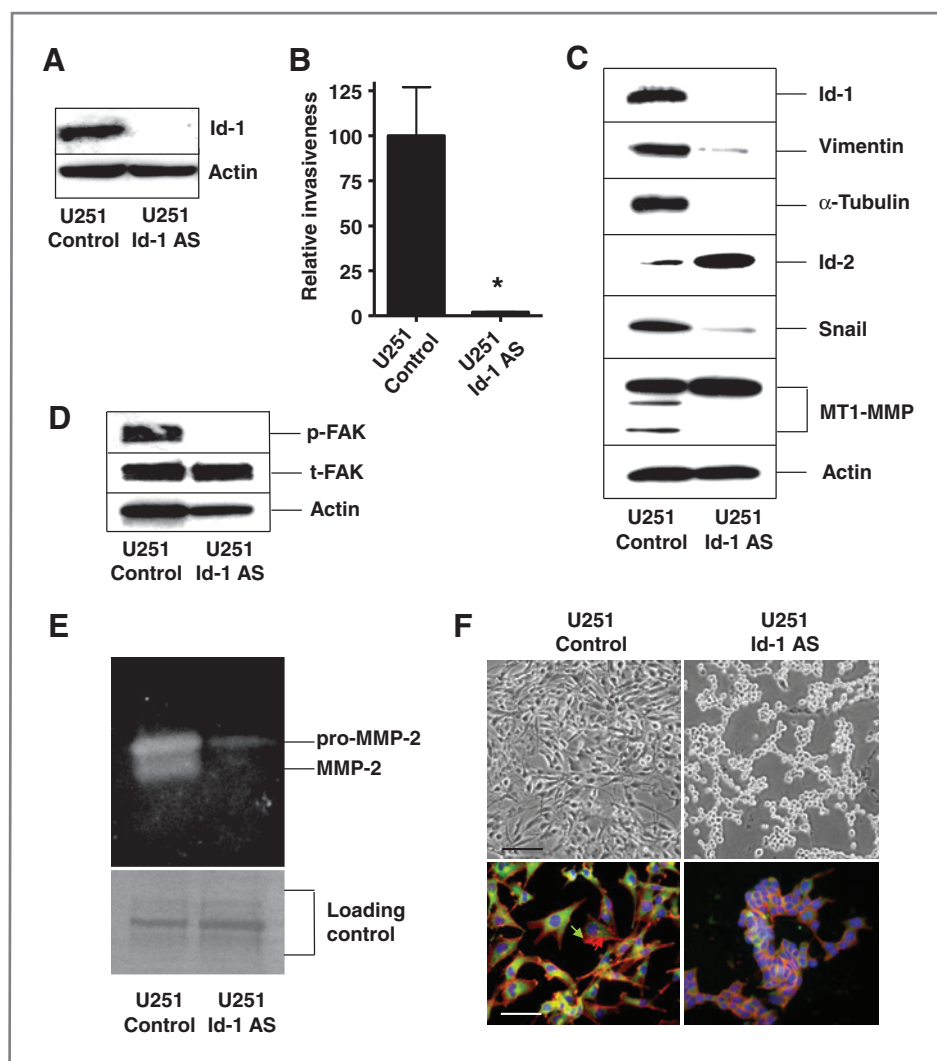 A
Id-1
Actin
U251
Control
U251
Id-1 AS
B
Relative invasiveness
125
100
75
50
25
0
*
U251
Control
U251
Id-1 AS
C
Id-1
Vimentin
α-Tubulin
Id-2
Snail
MT1-MMP
Actin
U251
Control
U251
Id-1 AS
D
p-FAK
t-FAK
Actin
U251
Control
U251
Id-1 AS
E
pro-MMP-2
MMP-2
Loading
control
U251
Control
U251
Id-1 AS
F
U251
Control
U251
Id-1 AS